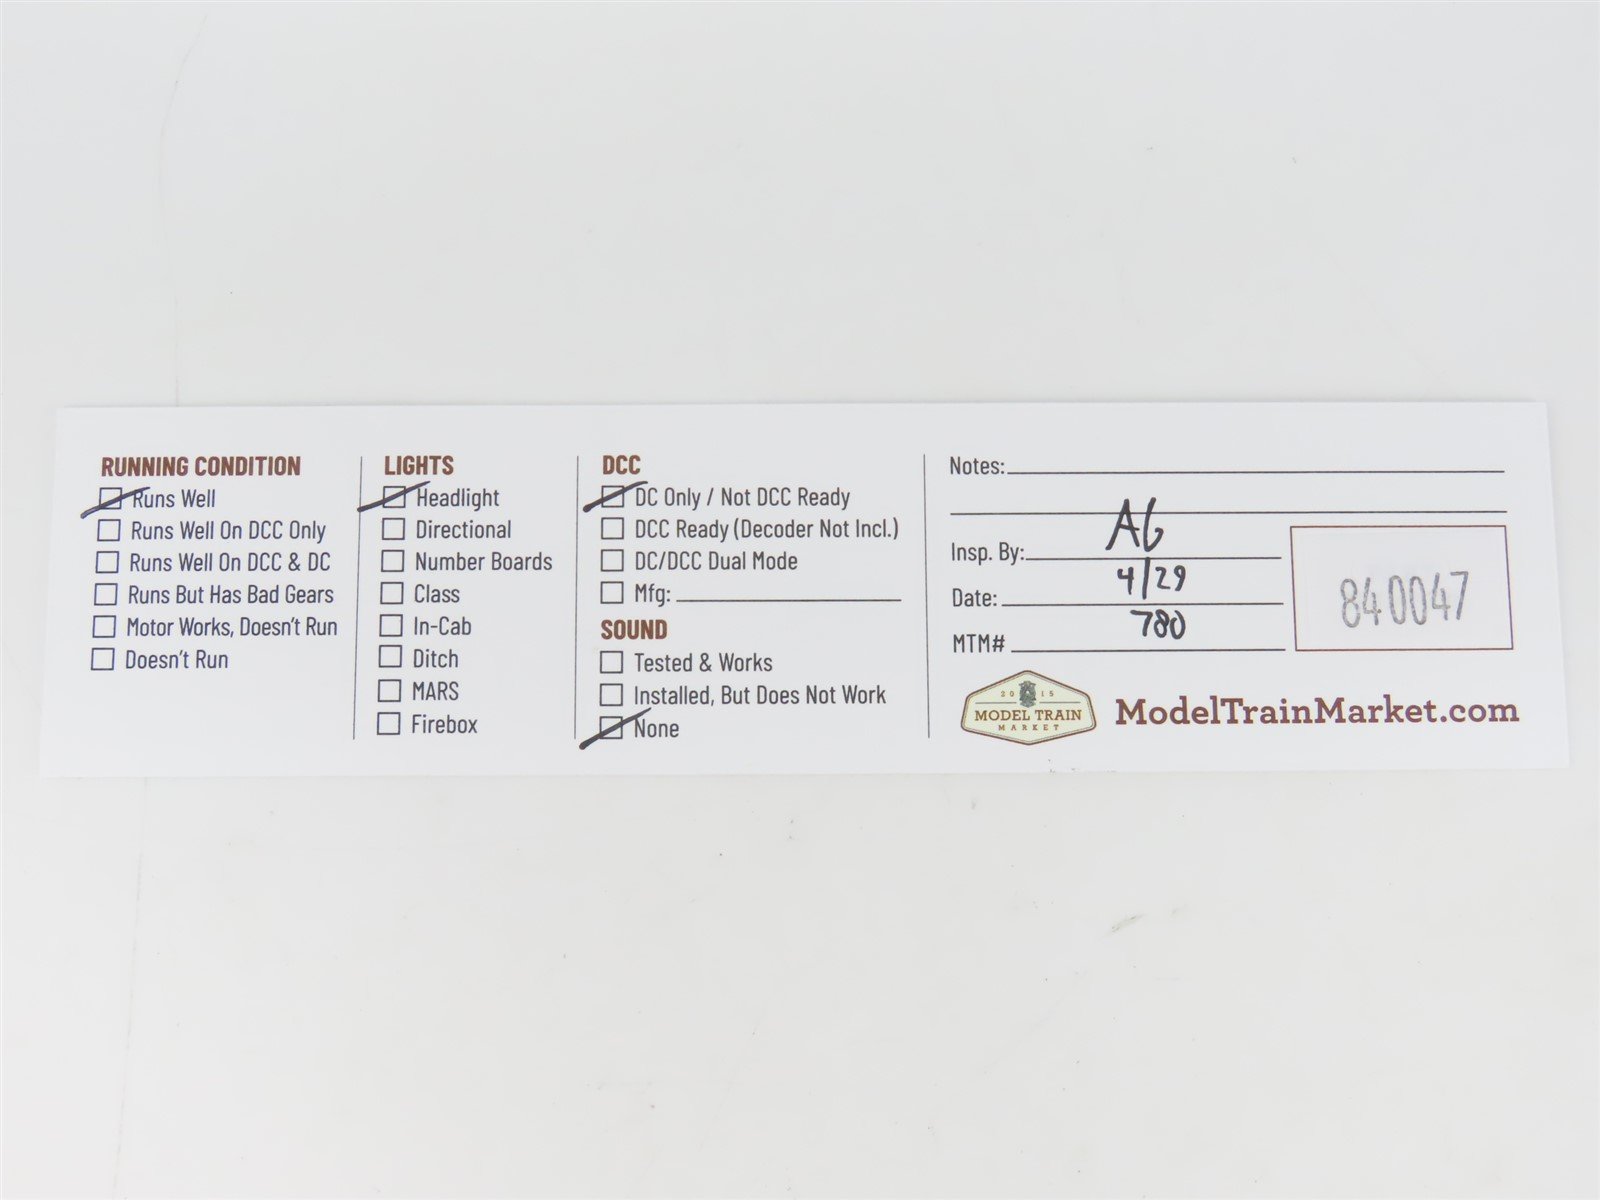 RUNNING CONDITION
Runs Well
Runs Well On DCC Only
Runs Well On DCC & DC
Runs But Has Bad Gears
Motor Works, Doesn't Run
Doesn't Run
LIGHTS
Headlight
Directional
Number Boards
Class
In-Cab
Ditch
MARS
Firebox
DCC
DC Only / Not DCC Ready
DCC Ready (Decoder Not Incl.)
DC/DCC Dual Mode
Mfg:
SOUND
Tested & Works
Installed, But Does Not Work
None
Notes:
Insp. By: AG
Date: 4/29
MTM# 780
840047
2015
MODEL TRAIN
MARKET
ModelTrainMarket.com